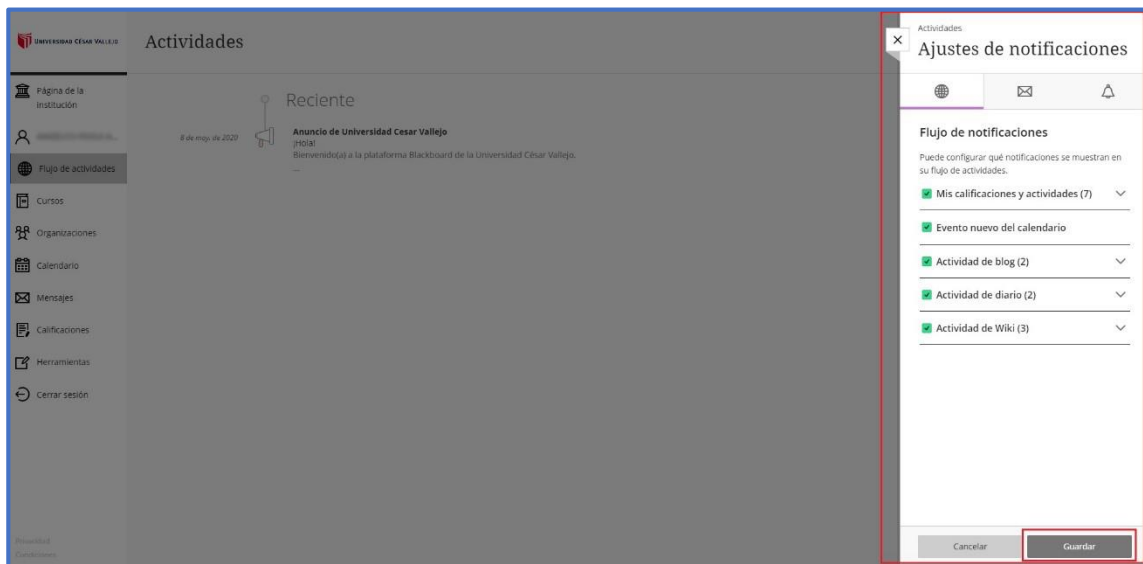 UNIVERSIDAD CÉSAR VALLEJO
Actividades
Página de la
institución
Flujo de actividades
Cursos
Organizaciones
Calendario
Mensajes
Calificaciones
Herramientas
Cerrar sesión
Privacidad
Condiciones
Reciente
8 de may. de 2020
Anuncio de Universidad Cesar Vallejo
¡Hola!
Bienvenido(a) a la plataforma Blackboard de la Universidad César Vallejo.
...
Actividades
Ajustes de notificaciones
Flujo de notificaciones
Puede configurar qué notificaciones se muestran en
su flujo de actividades.
Mis calificaciones y actividades (7)
Evento nuevo del calendario
Actividad de blog (2)
Actividad de diario (2)
Actividad de Wiki (3)
Cancelar
Guardar